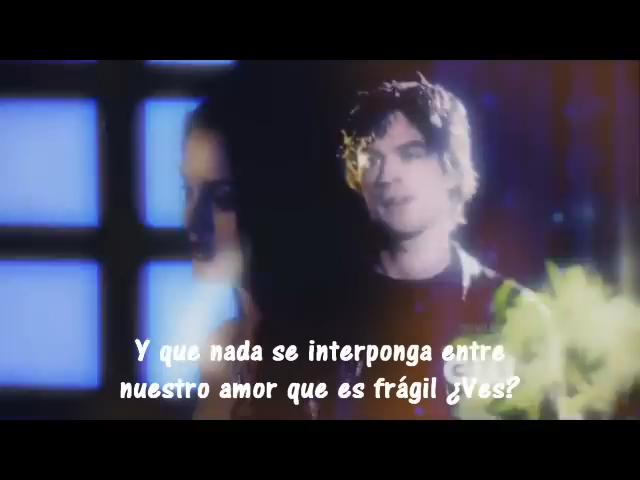 Y que nada se interponga entre
nuestro amor que es frágil ¿Ves?